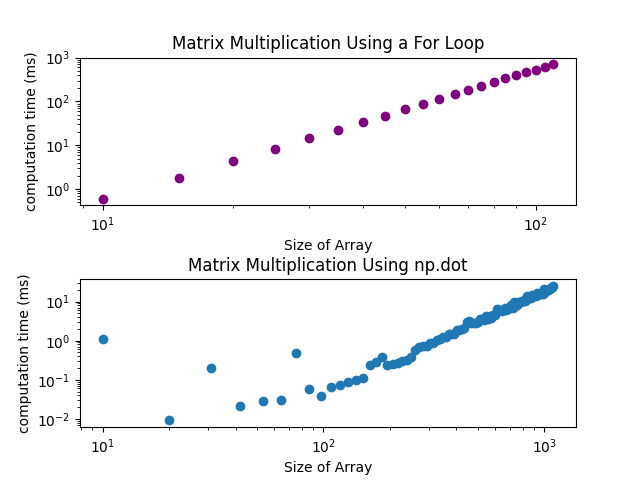 Matrix Multiplication Using a For Loop
computation time (ms)
10³
10²
10¹
10⁰
10¹ 10²
Size of Array
Matrix Multiplication Using np.dot
computation time (ms)
10¹
10⁰
10⁻¹
10⁻²
10¹ 10² 10³
Size of Array